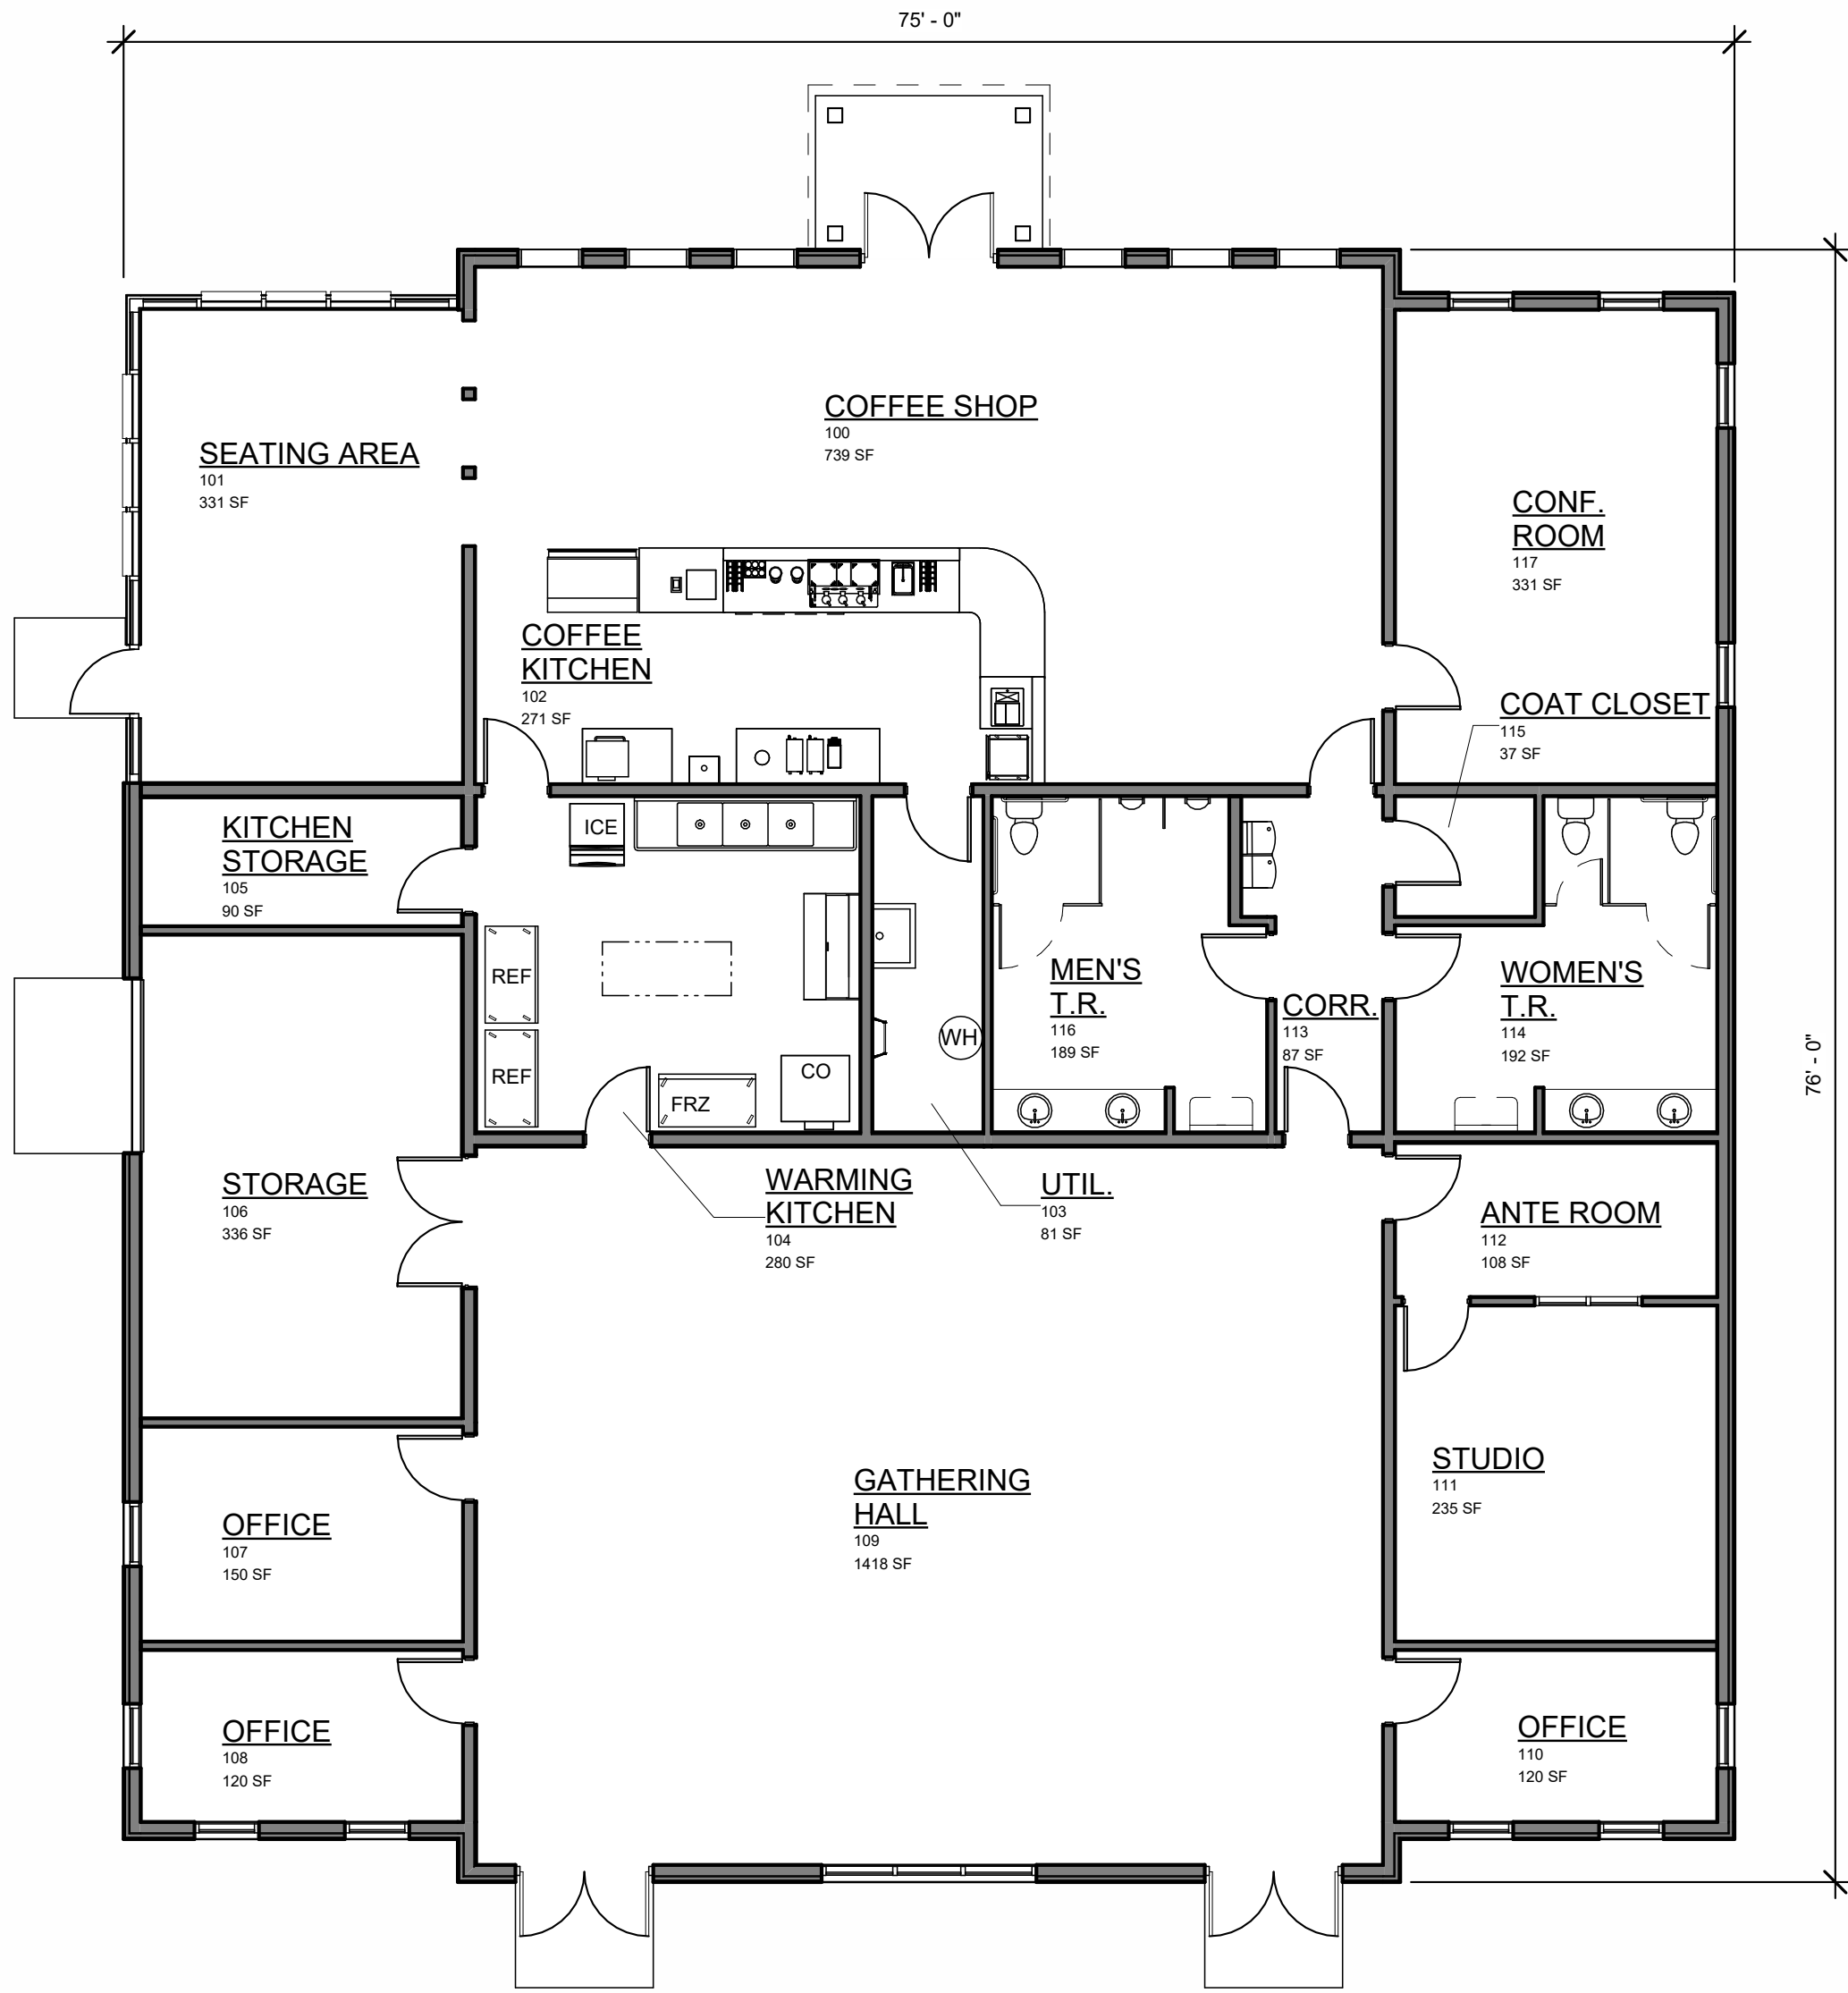 75' - 0"
COFFEE SHOP
100
739 SF
SEATING AREA
101
331 SF
CONF.
ROOM
117
331 SF
COFFEE
KITCHEN
102
271 SF
COAT CLOSET
115
37 SF
KITCHEN
STORAGE
105
90 SF
ICE
REF
REF
FRZ
CO
WH
MEN'S
T.R.
116
189 SF
CORR.
113
87 SF
WOMEN'S
T.R.
114
192 SF
76' - 0"
STORAGE
106
336 SF
WARMING
KITCHEN
104
280 SF
UTIL.
103
81 SF
ANTE ROOM
112
108 SF
STUDIO
111
235 SF
GATHERING
HALL
109
1418 SF
OFFICE
107
150 SF
OFFICE
108
120 SF
OFFICE
110
120 SF